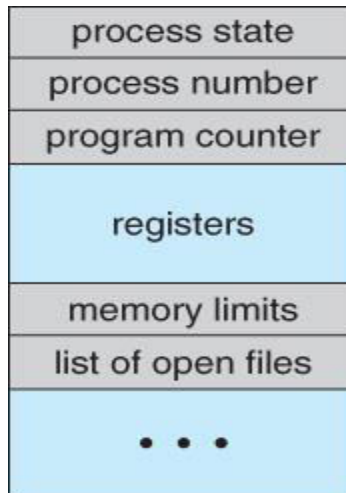 process state
process number
program counter
registers
memory limits
list of open files
• • •